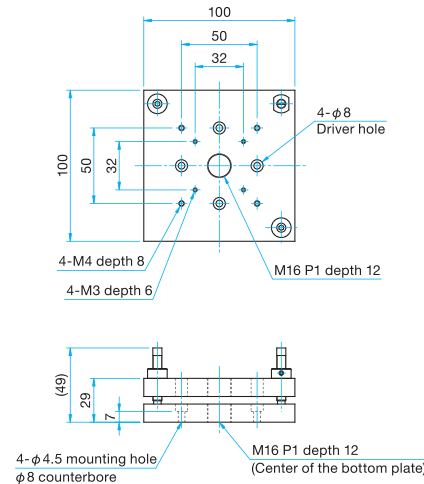 100
50
32
4-φ8
Driver hole
100
50
32
4-M4 depth 8
M16 P1 depth 12
4-M3 depth 6
(49)
29
7
4-φ4.5 mounting hole
φ8 counterbore
M16 P1 depth 12
(Center of the bottom plate)